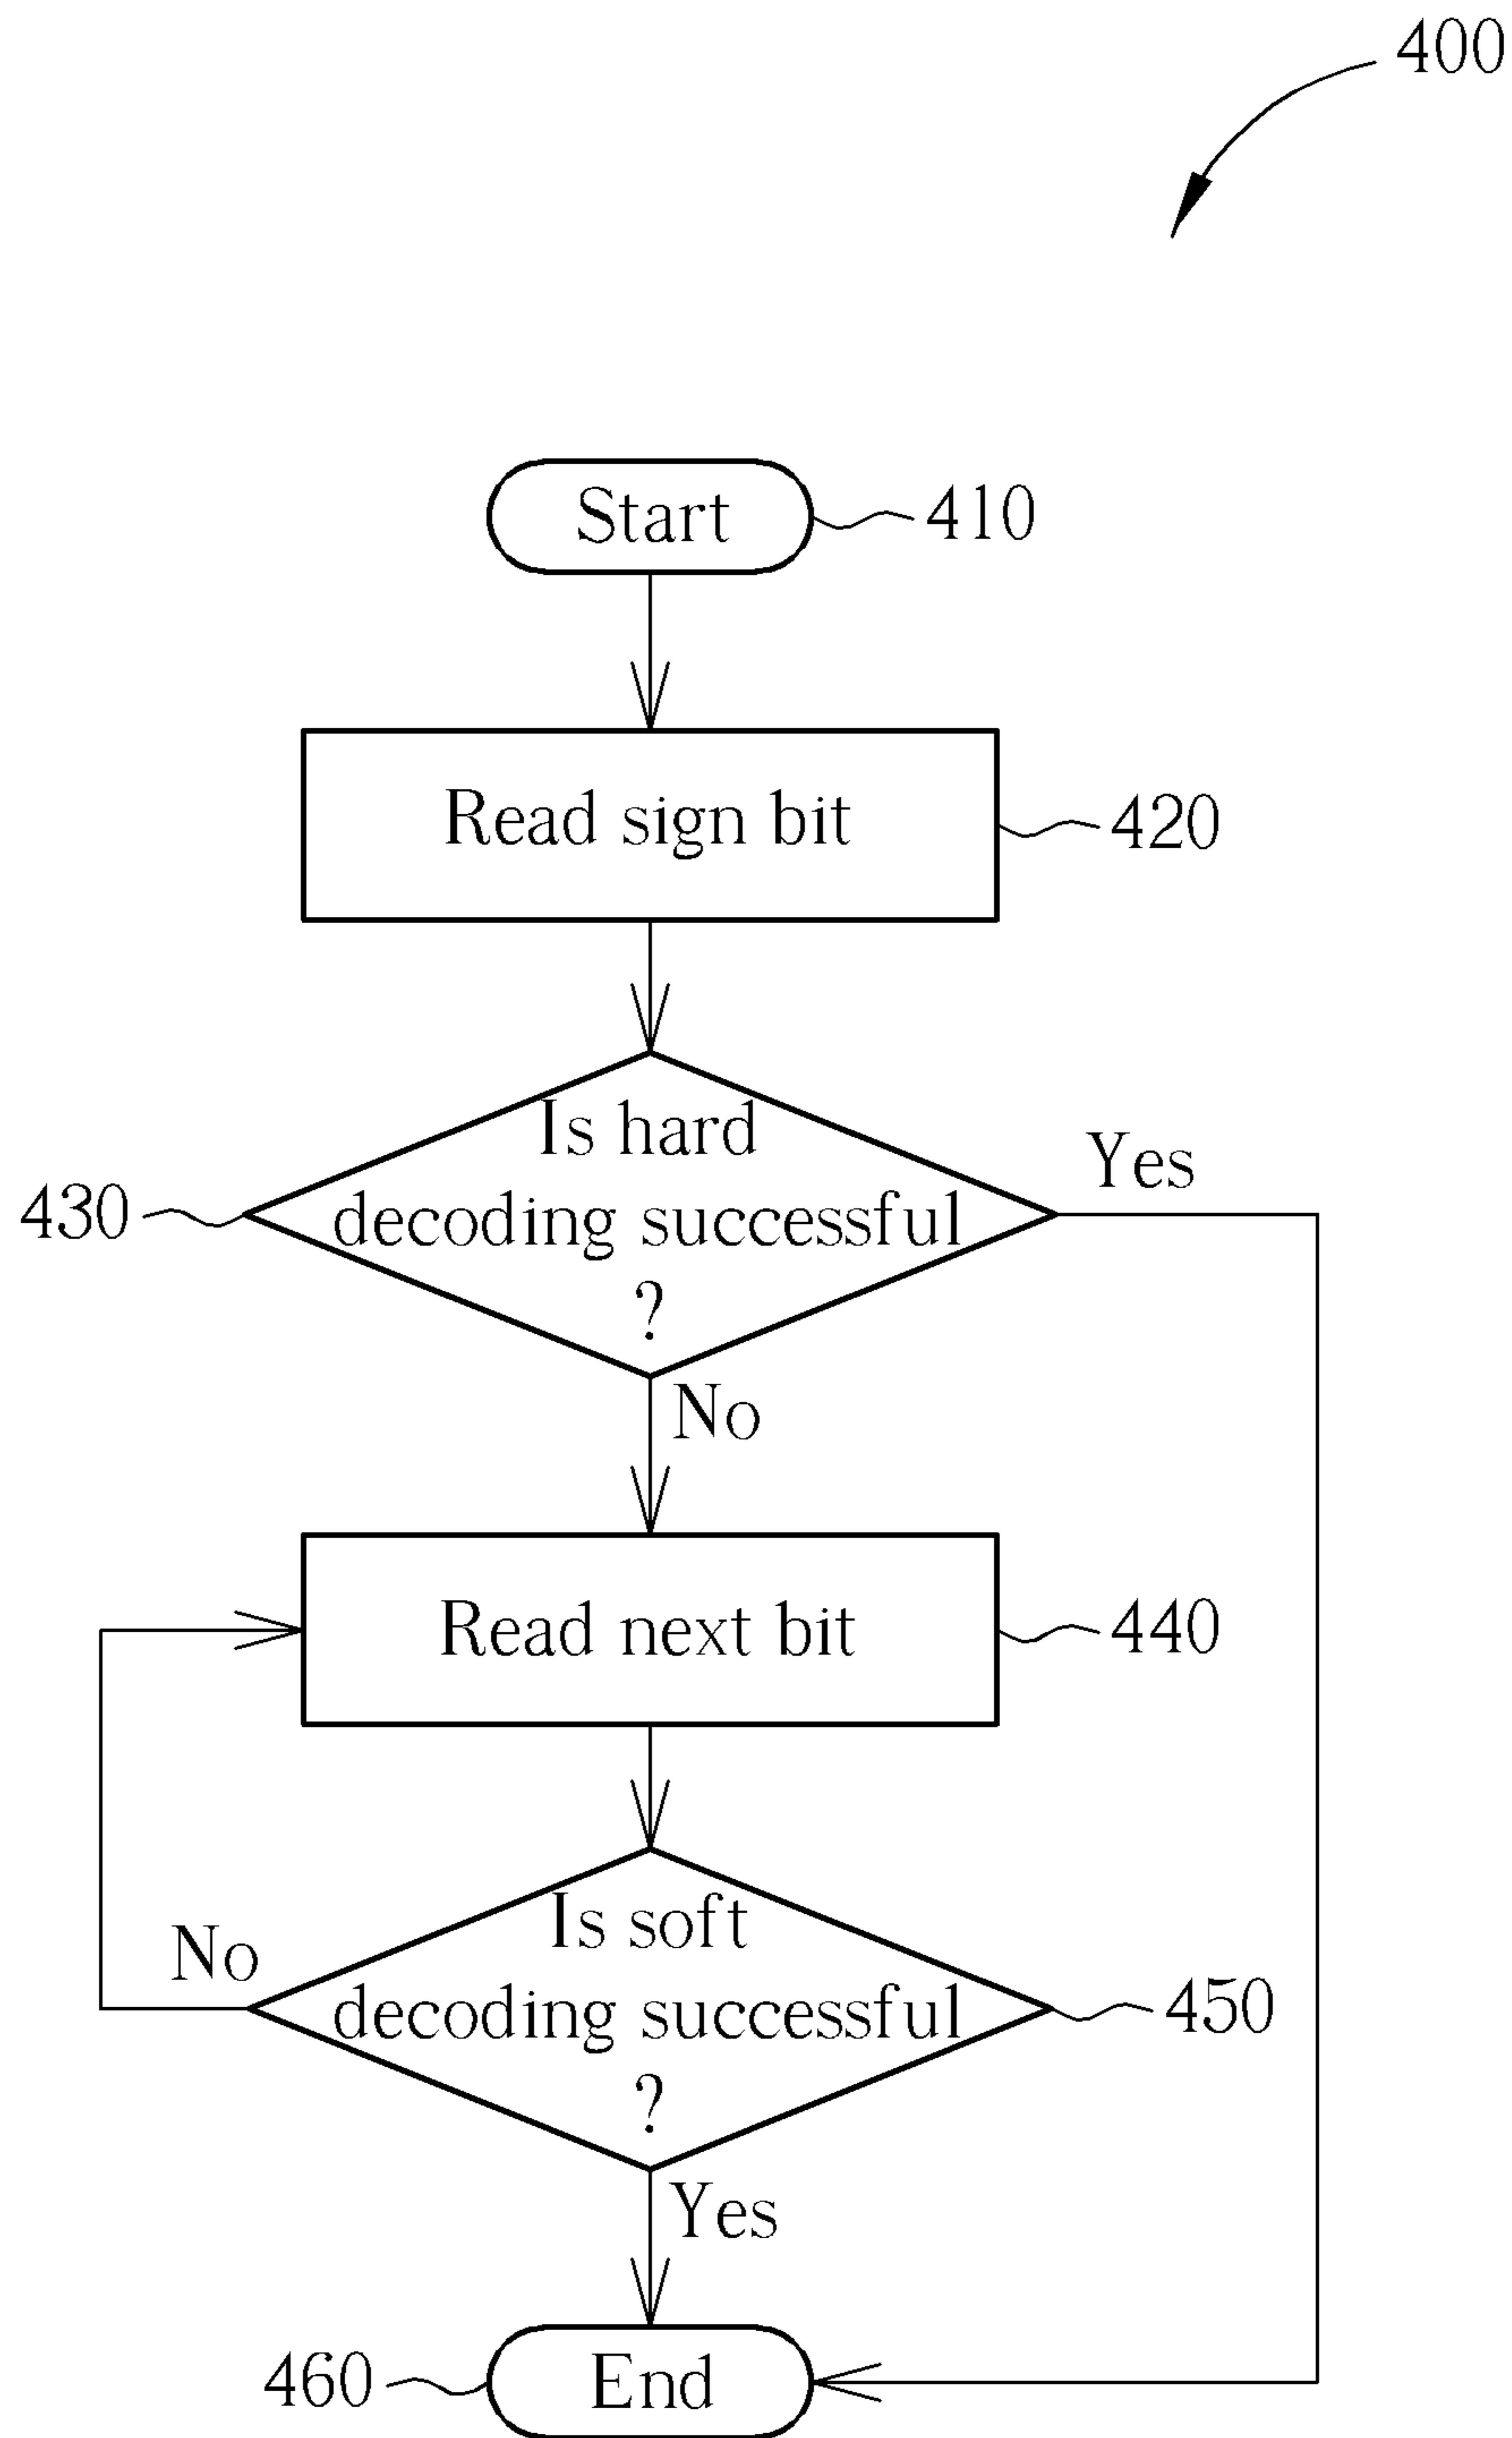 400
Start
410
Read sign bit
420
Is hard
decoding successful
?
430
Yes
No
Read next bit
440
Is soft
decoding successful
?
450
No
Yes
End
460